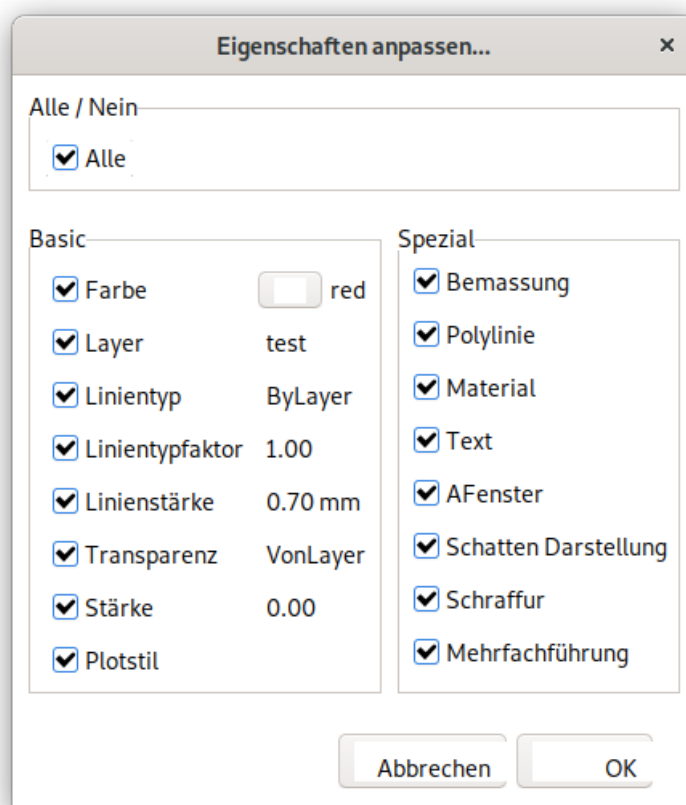 Eigenschaften anpassen...
Alle / Nein
Alle
Basic
Farbe red
Layer test
Linientyp ByLayer
Linientypfaktor 1.00
Linienstärke 0.70 mm
Transparenz VonLayer
Stärke 0.00
Plotstil
Spezial
Bemassung
Polylinie
Material
Text
AFenster
Schatten Darstellung
Schraffur
Mehrfachführung
Abbrechen OK